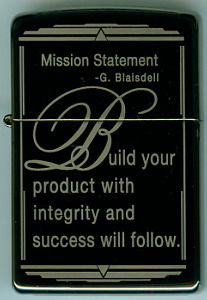 Mission Statement
-G. Blaisdell
Build your
product with
integrity and
success will follow.